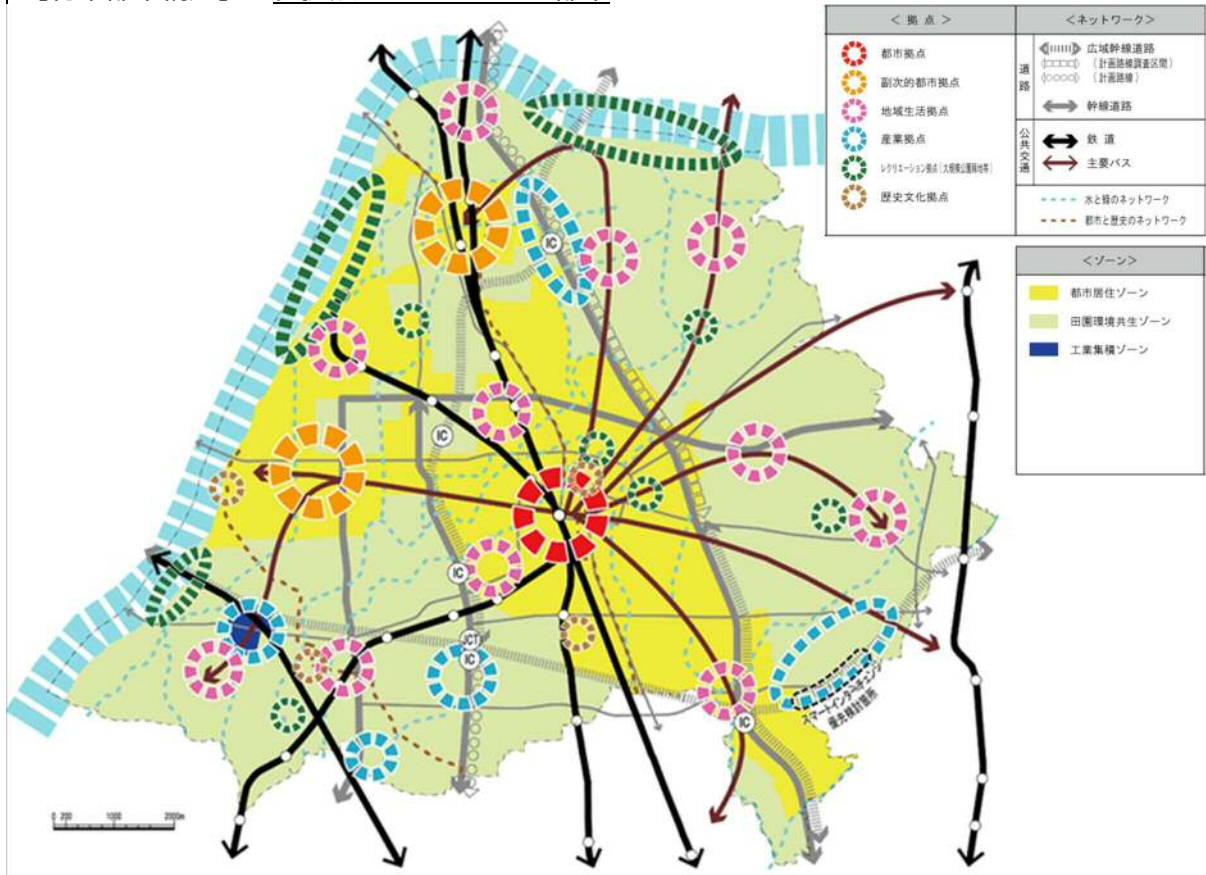 ＜ 拠 点 ＞
都市拠点
副次的都市拠点
地域生活拠点
産業拠点
レクリエーション拠点（大規模公園緑地等）
歴史文化拠点
＜ネットワーク＞
道路
広域幹線道路
（計画路線調査区間）
（計画路線）
幹線道路
公共交通
鉄 道
主要バス
水と緑のネットワーク
都市と歴史のネットワーク
＜ゾーン＞
都市居住ゾーン
田園環境共生ゾーン
工業集積ゾーン
IC
IC
IC
JCT
IC
IC
スマートインターチェンジ
優先検討箇所
0 200 1000 2000m